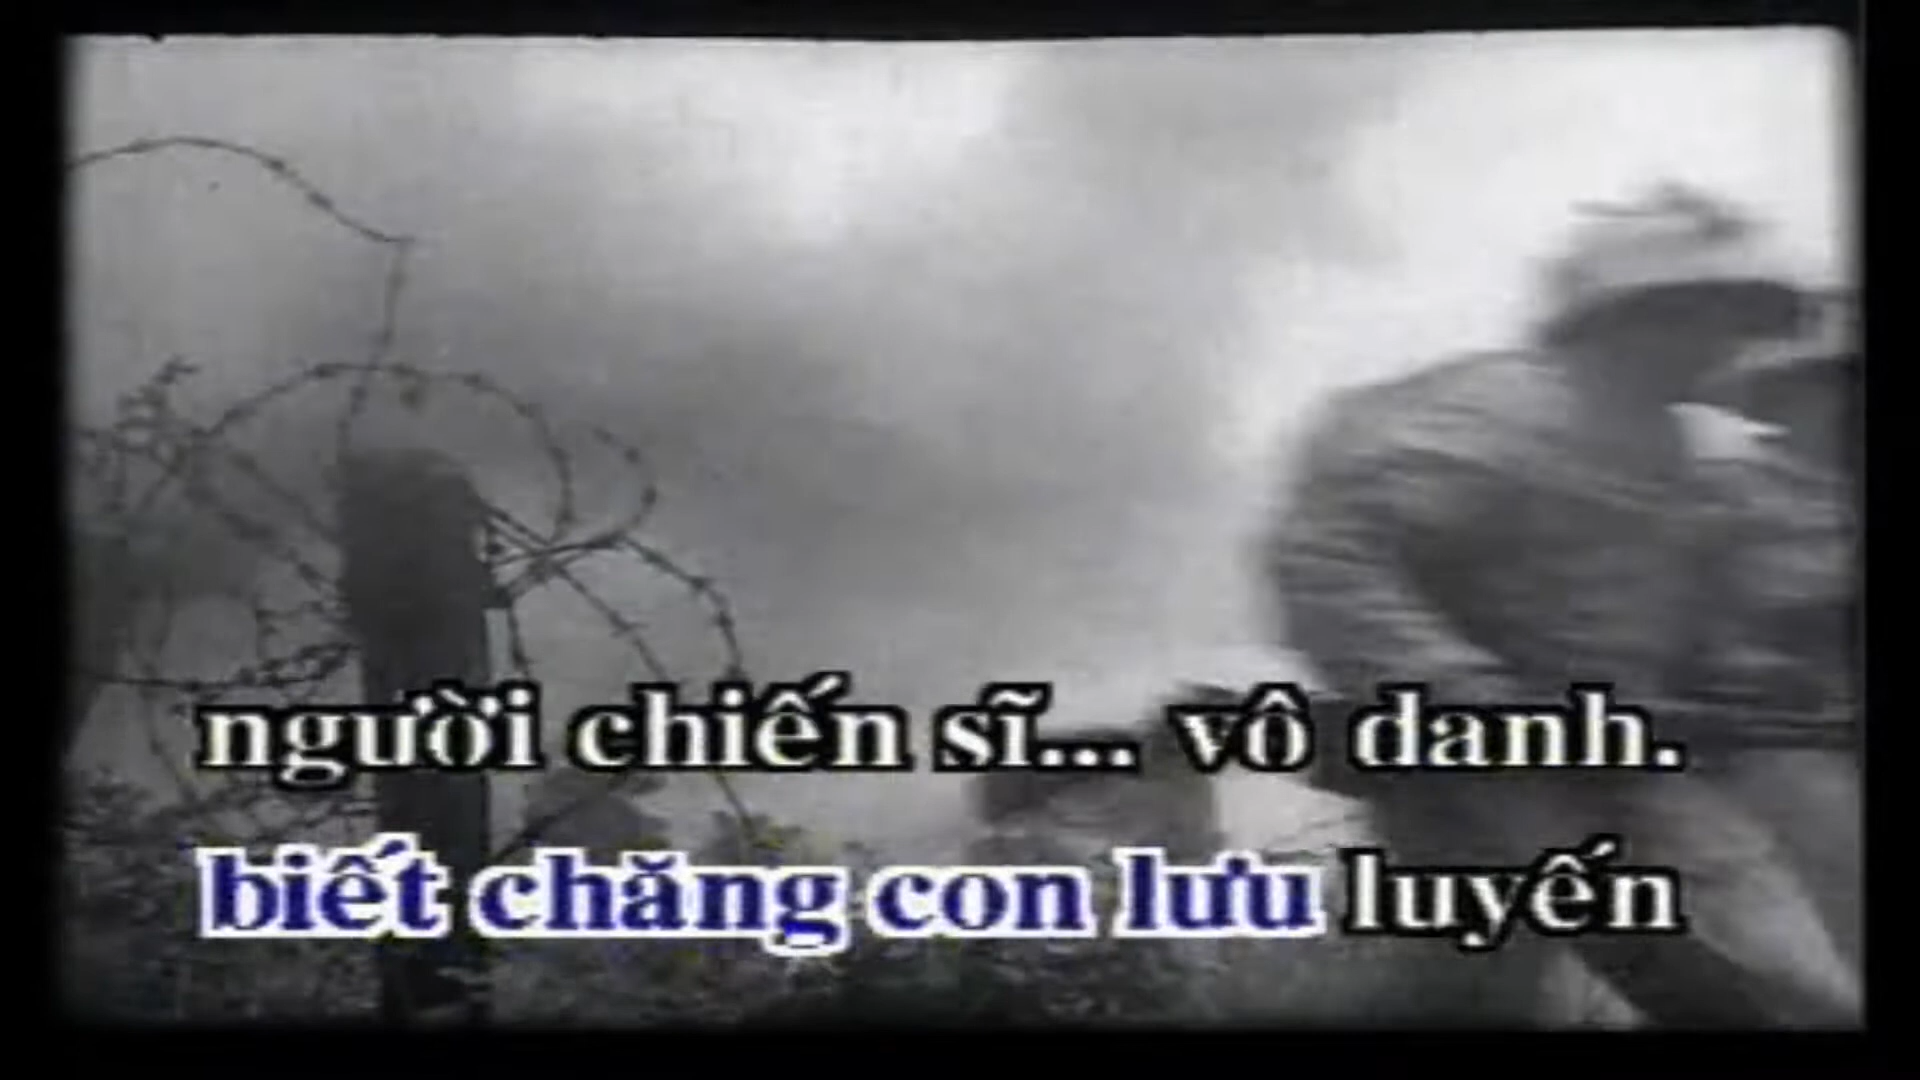 người chiến sĩ... vô danh.
biết chăng con lưu luyến